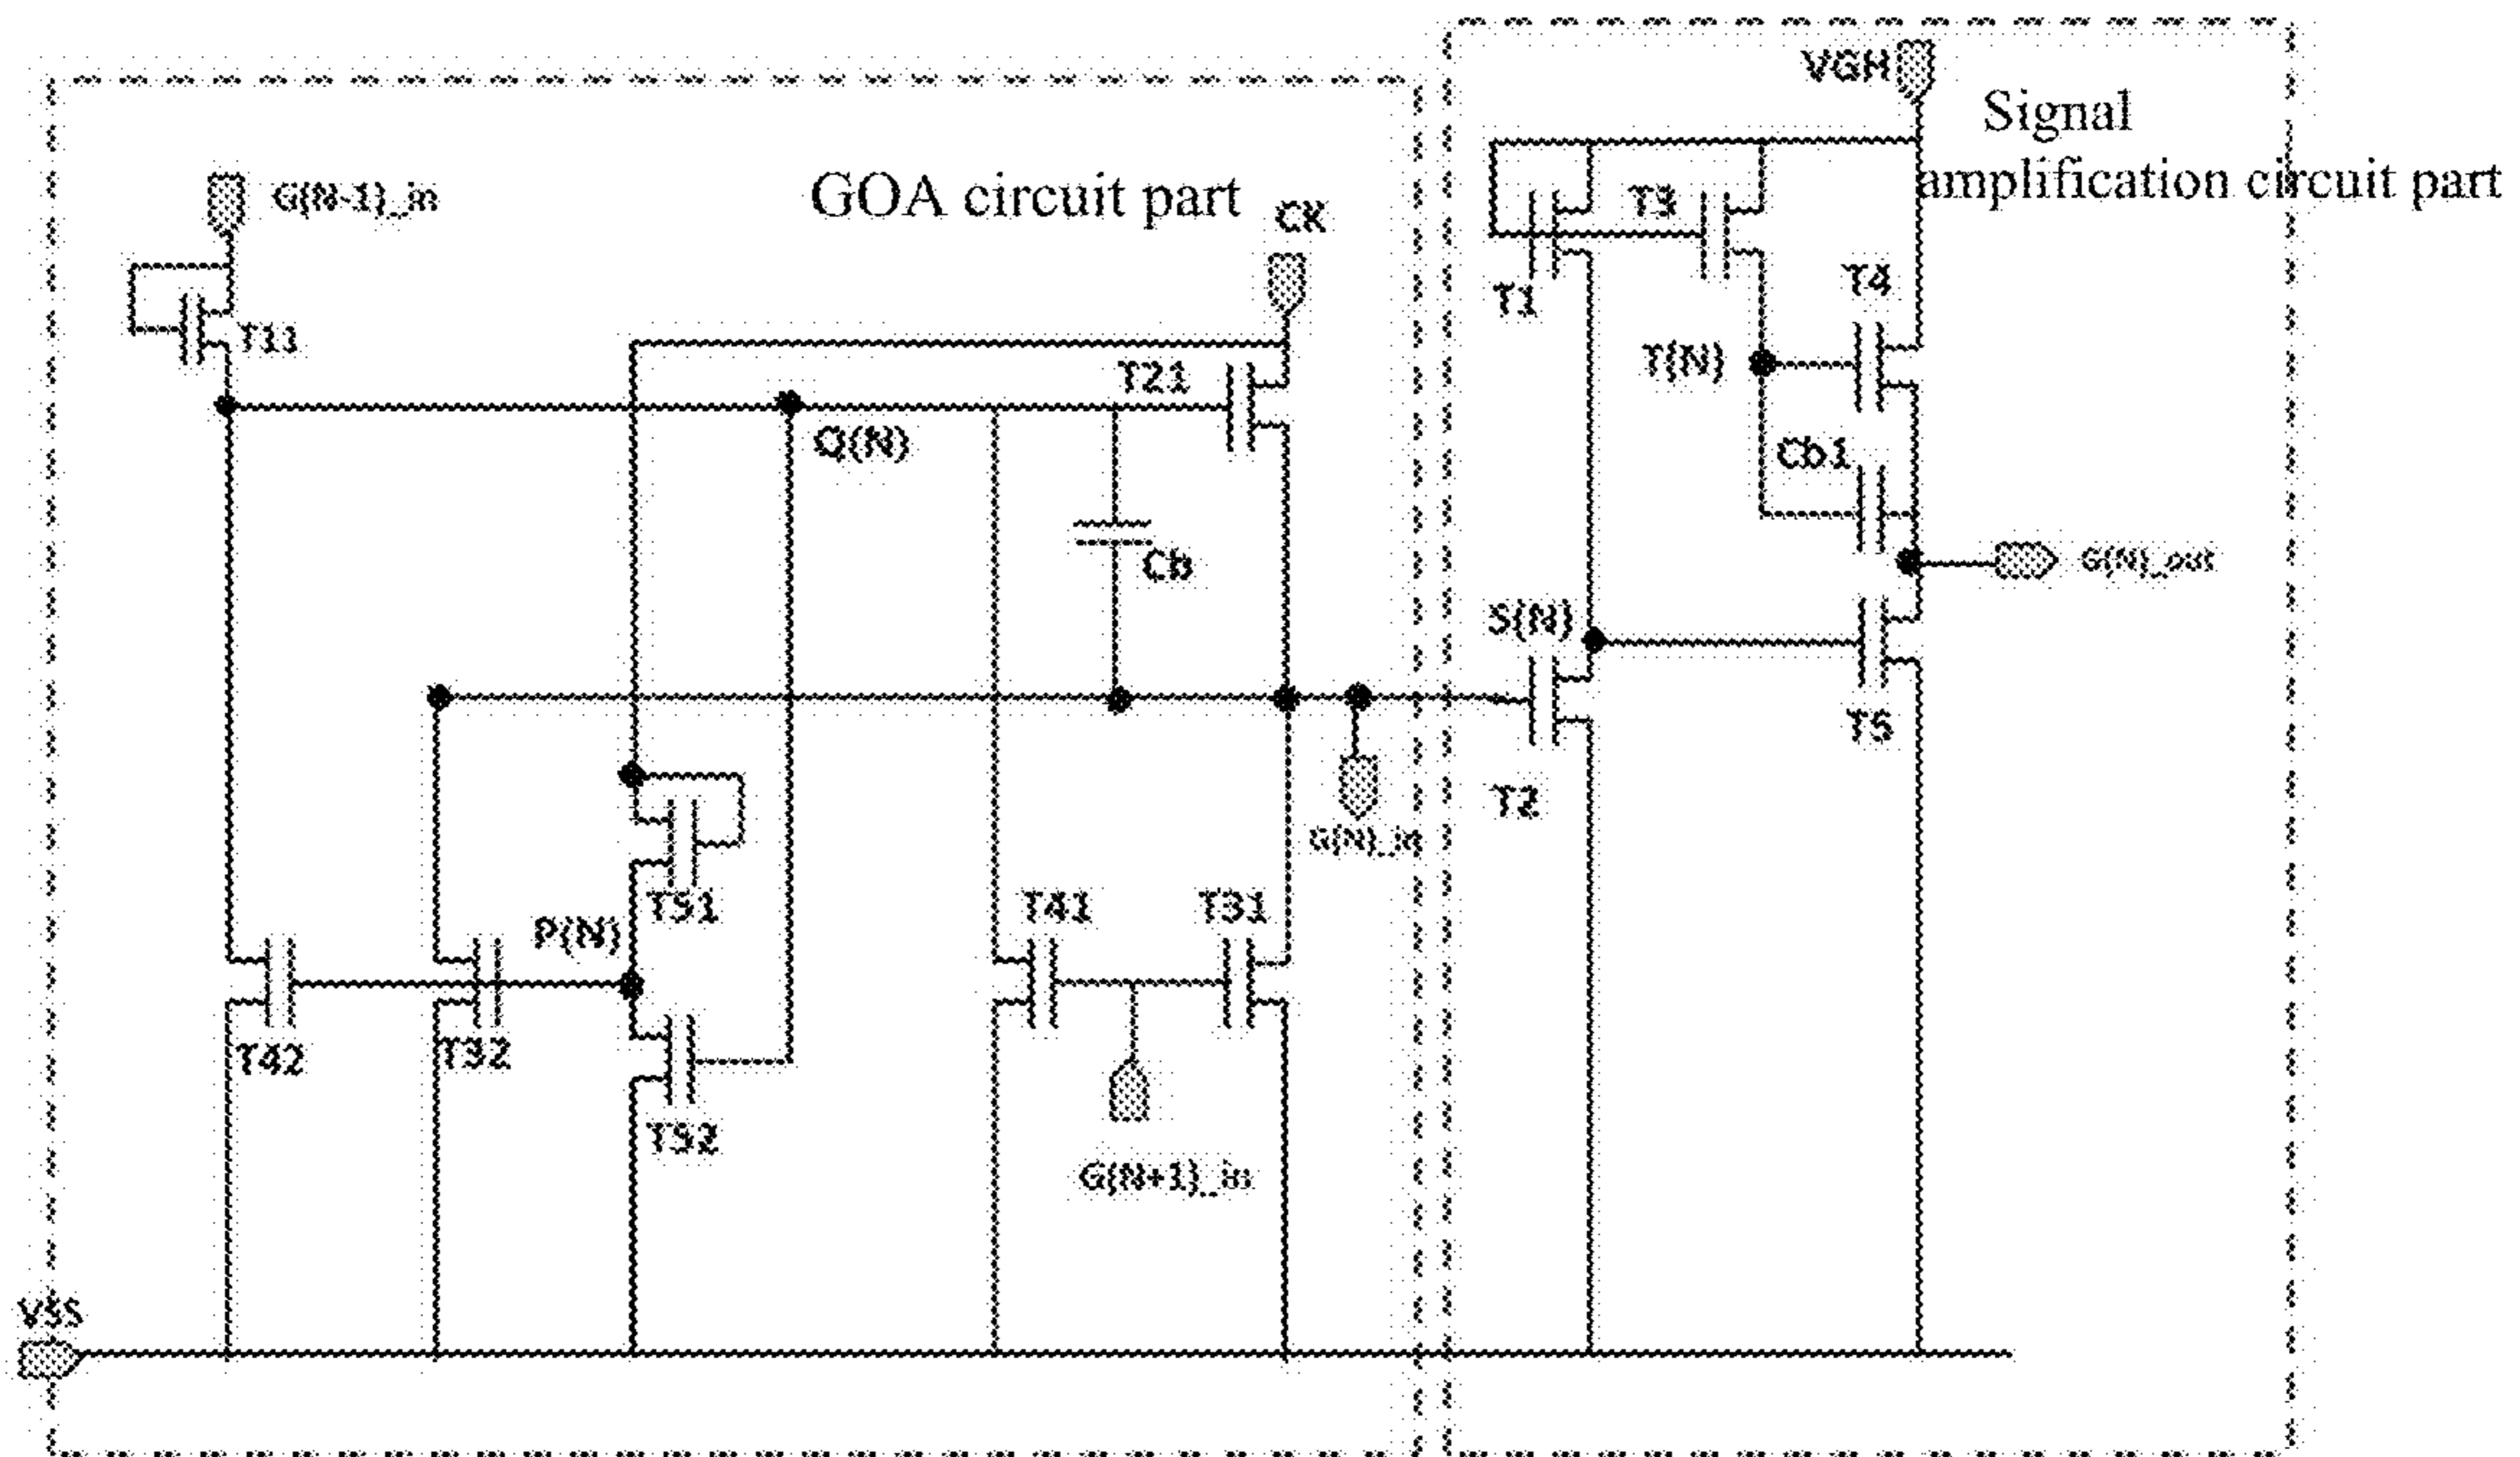 VGH
Signal
amplification circuit part
G(N-1)_in
GOA circuit part
CK
T3
T1
T4
T11
T21
T(N)
Q(N)
Cb1
Cb
G(N)_out
S(N)
T5
T2
G(N)_in
T51
T41
T31
P(N)
T42
T32
T52
G(N+1)_in
VSS